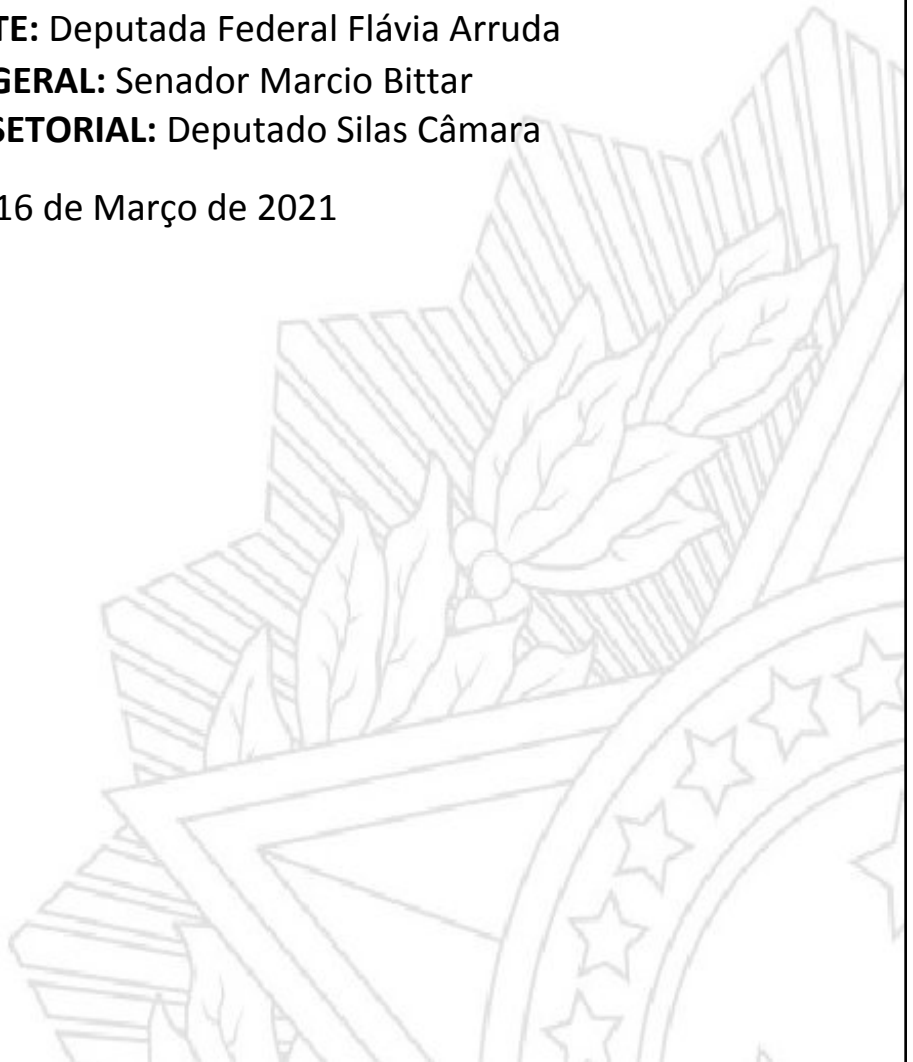 TE: Deputada Federal Flávia Arruda
GERAL: Senador Marcio Bittar
SETORIAL: Deputado Silas Câmara
16 de Março de 2021